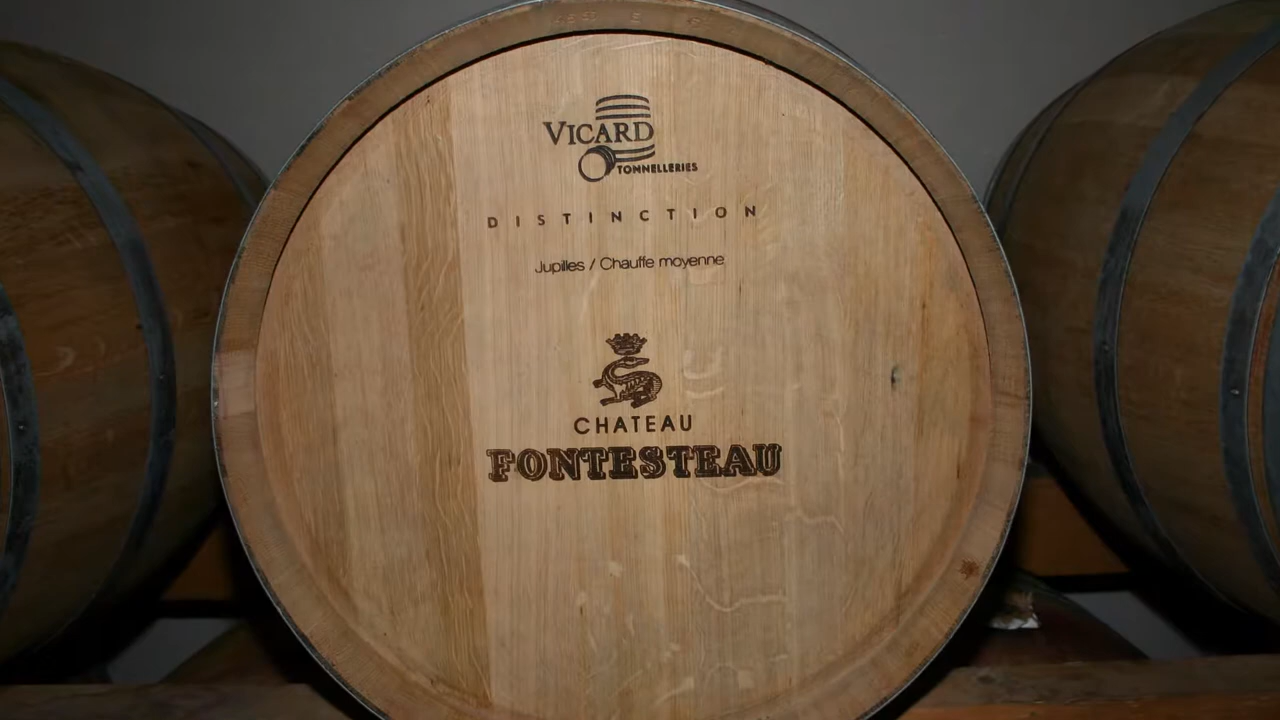 VICARD
TONNELLERIES
DISTINCTION
Jupilles / Chauffe moyenne
CHATEAU
FONTESTEAU